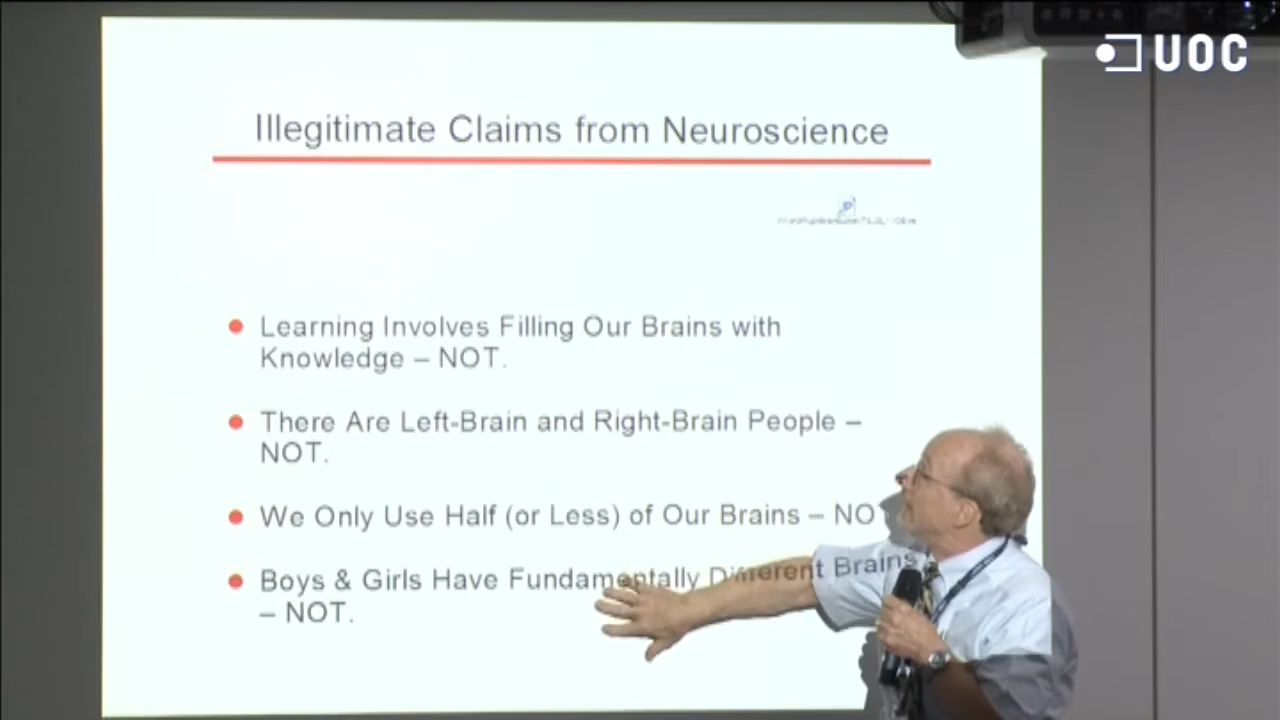 UOC
Illegitimate Claims from Neuroscience
Learning Involves Filling Our Brains with
Knowledge – NOT.
There Are Left-Brain and Right-Brain People –
NOT.
We Only Use Half (or Less) of Our Brains – NO
Boys & Girls Have Fundamentally Different Brains
– NOT.